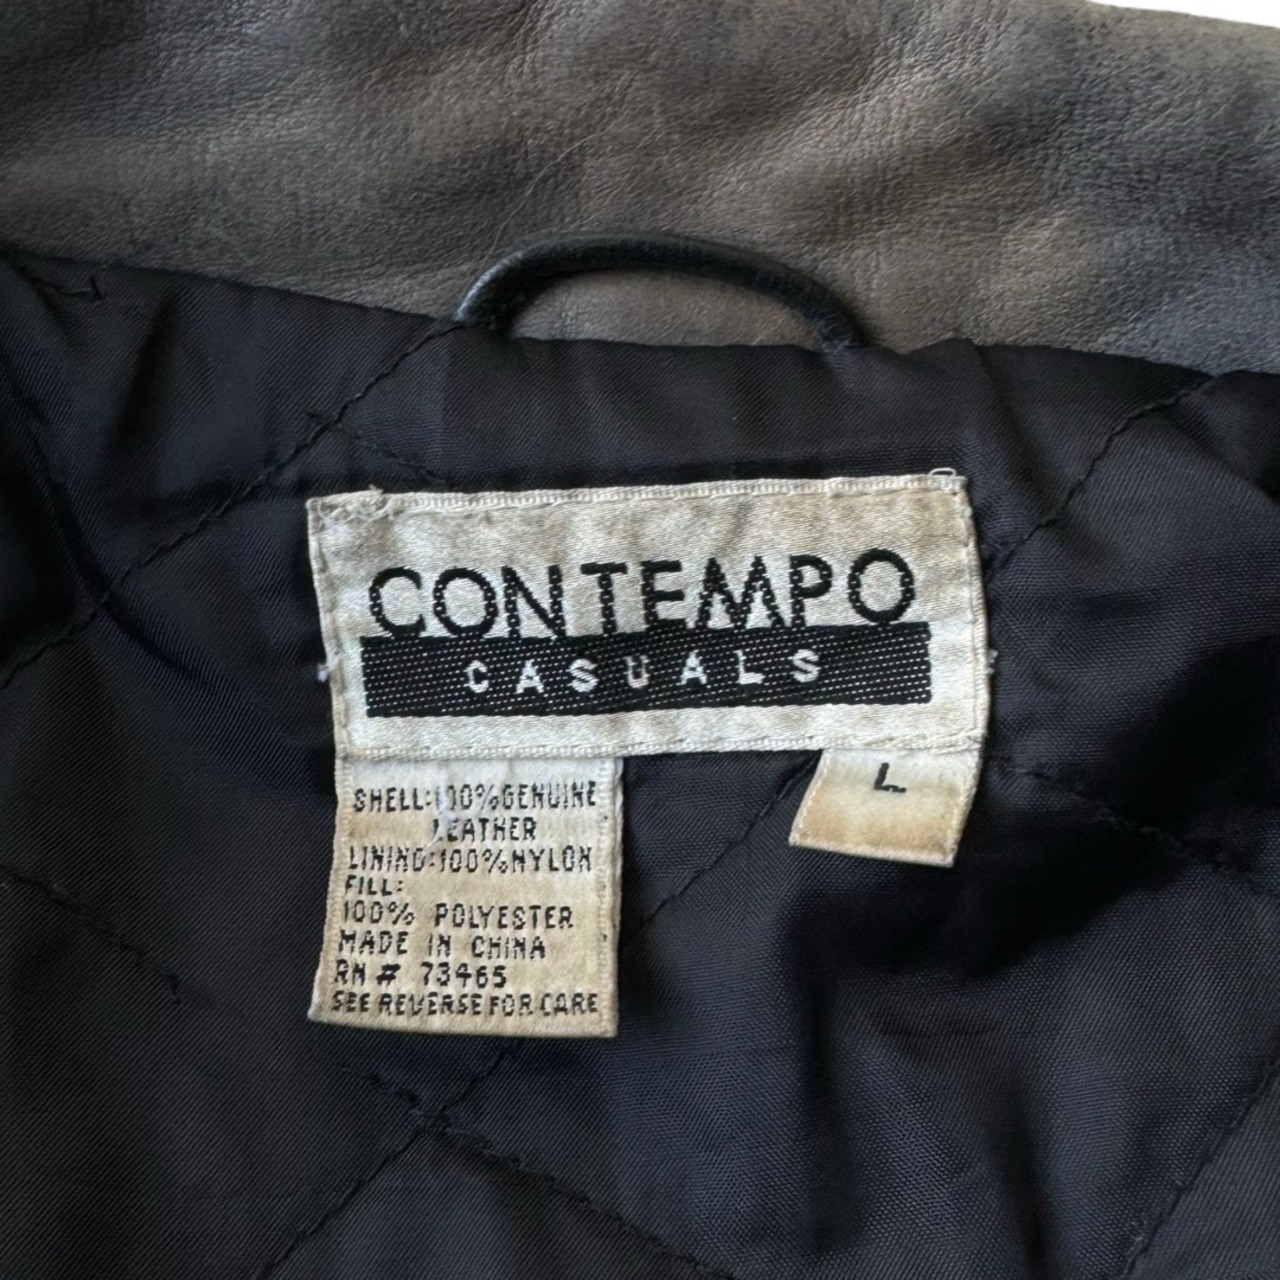 CONTEMPO
CASUALS
L
SHELL:100%GENUINE
LEATHER
LINING:100%NYLON
FILL:
100% POLYESTER
MADE IN CHINA
RN # 73465
SEE REVERSE FOR CARE